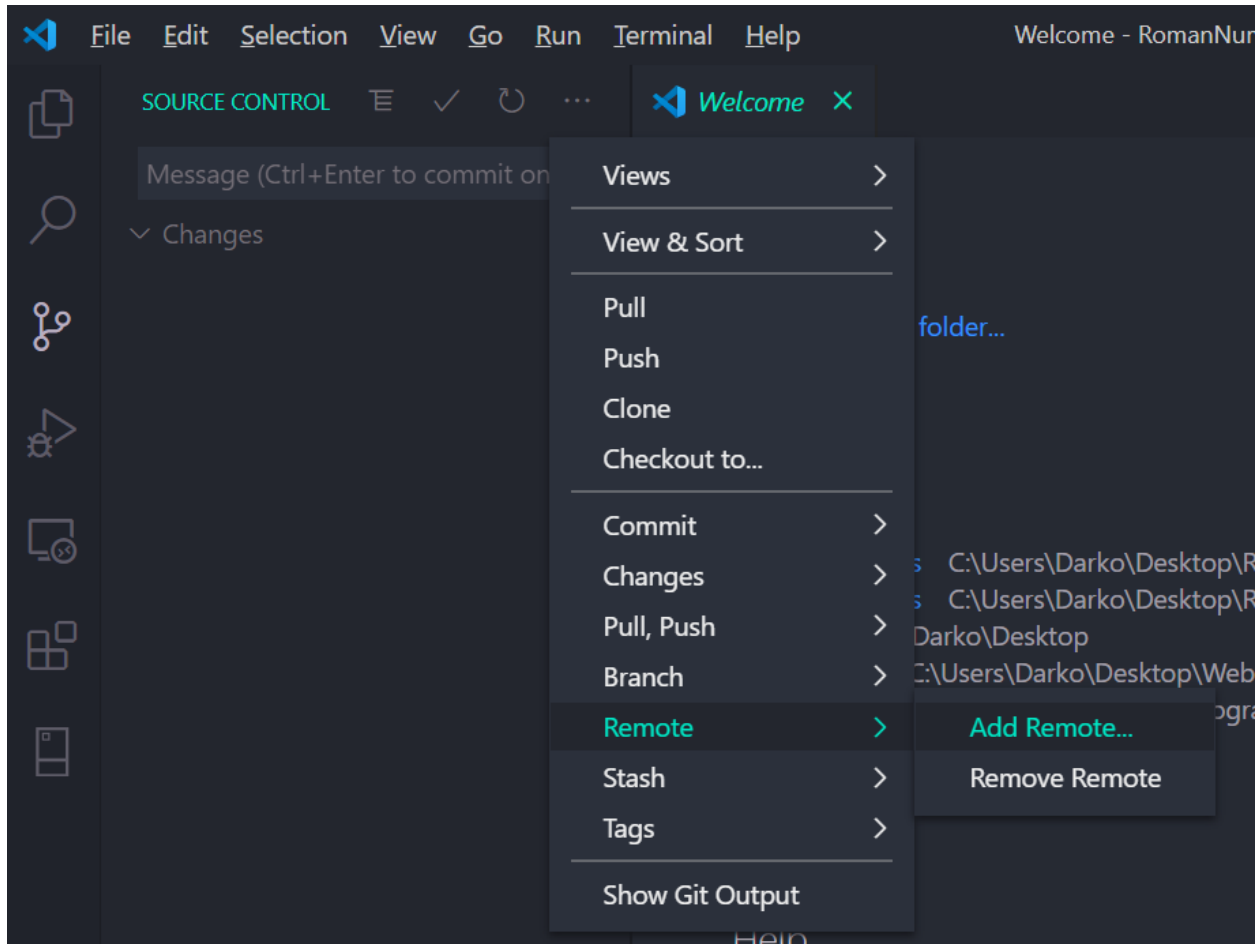 File Edit Selection View Go Run Terminal Help Welcome - RomanNur
SOURCE CONTROL
Welcome
Message (Ctrl+Enter to commit on
Changes
Views
View & Sort
Pull
Push
Clone
Checkout to...
Commit
Changes
Pull, Push
Branch
Remote
Stash
Tags
Show Git Output
Add Remote...
Remove Remote
folder...
s C:\Users\Darko\Desktop\R
s C:\Users\Darko\Desktop\R
Darko\Desktop
C:\Users\Darko\Desktop\Web
ogra
Help